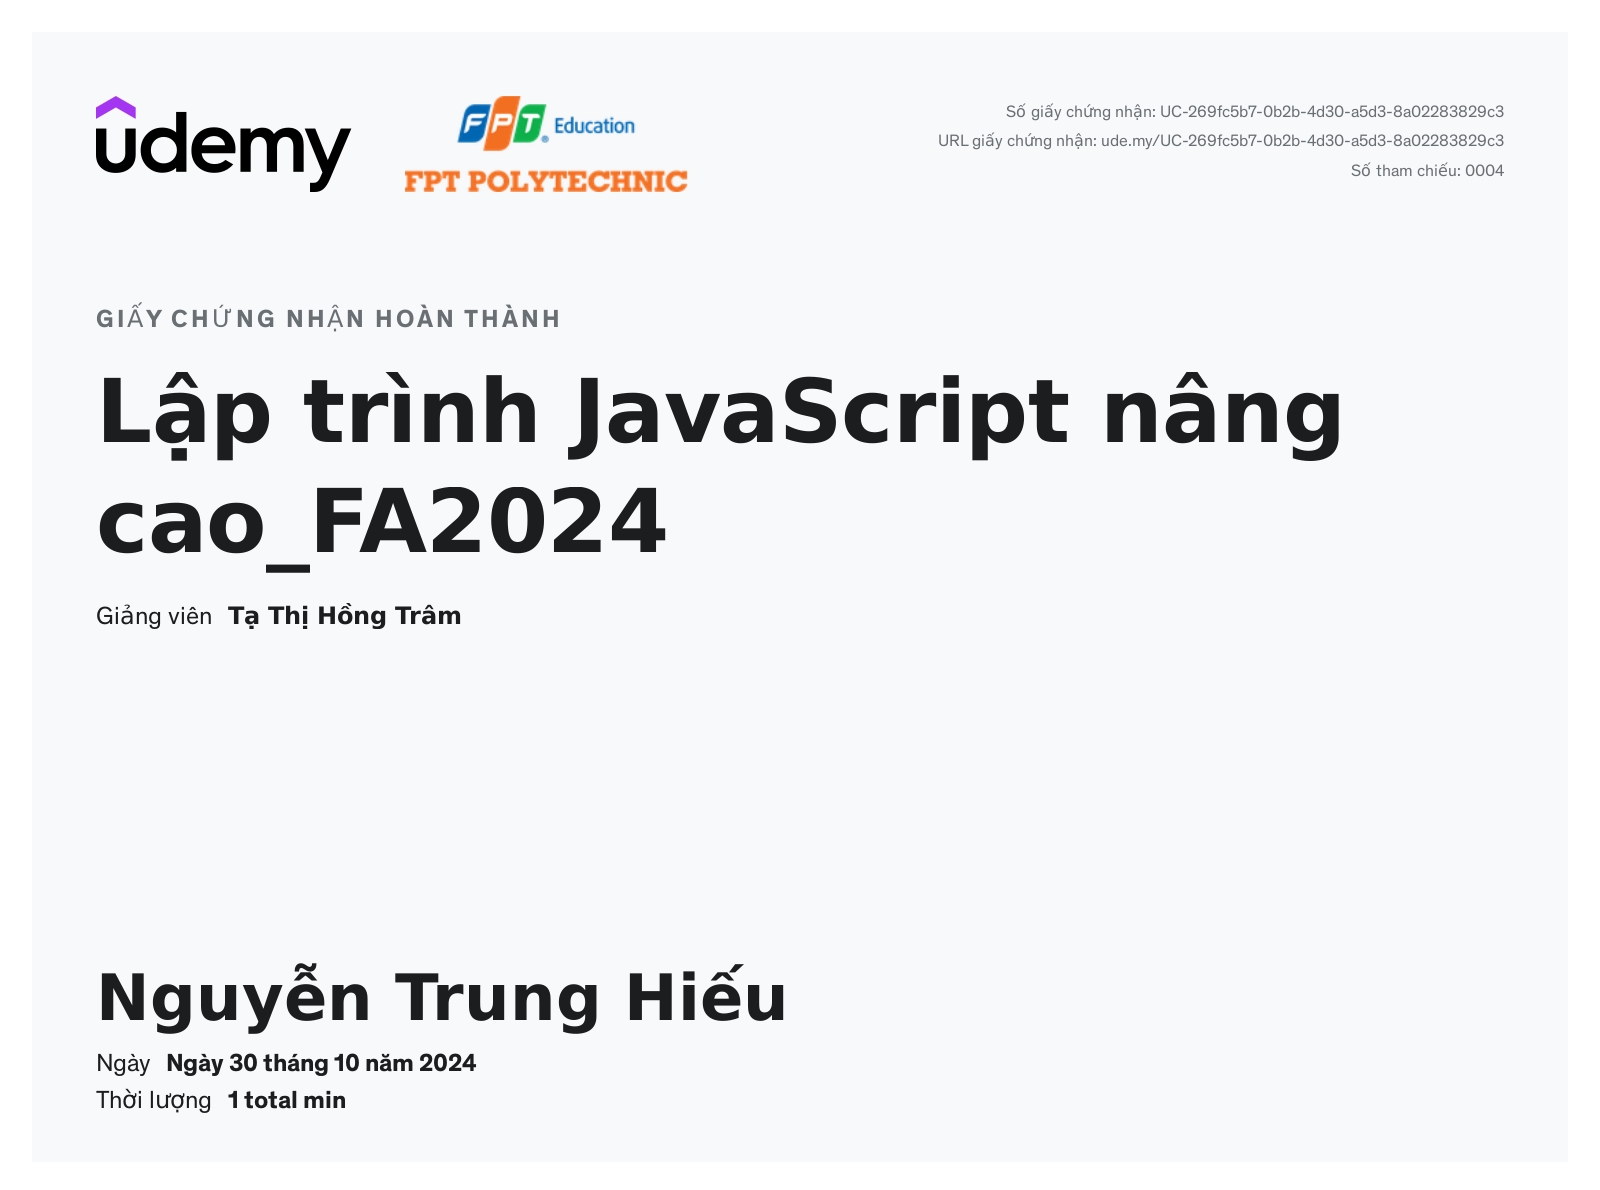 udemy
FPT Education
FPT POLYTECHNIC
Số giấy chứng nhận: UC-269fc5b7-0b2b-4d30-a5d3-8a02283829c3
URL giấy chứng nhận: ude.my/UC-269fc5b7-0b2b-4d30-a5d3-8a02283829c3
Số tham chiếu: 0004
GIẤY CHỨNG NHẬN HOÀN THÀNH
Lập trình JavaScript nâng
cao_FA2024
Giảng viên Tạ Thị Hồng Trâm
Nguyễn Trung Hiếu
Ngày Ngày 30 tháng 10 năm 2024
Thời lượng 1 total min